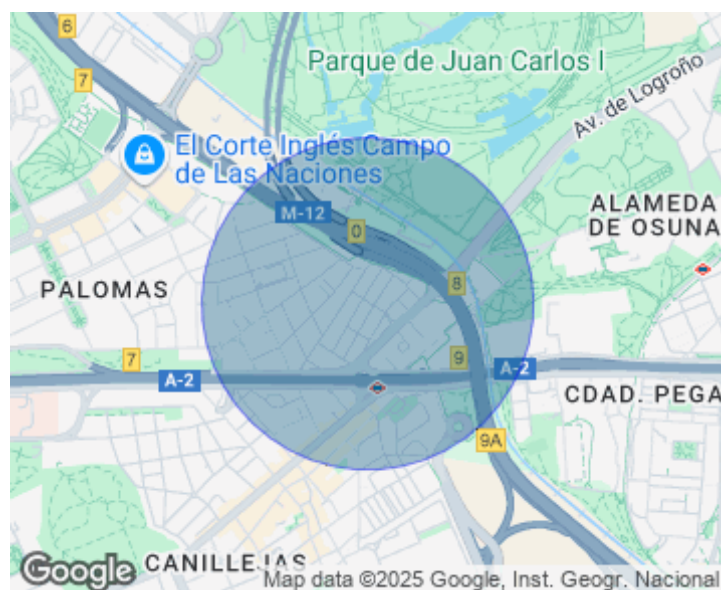 6
7
Parque de Juan Carlos I
Av. de Logroño
El Corte Inglés Campo
de Las Naciones
M-12
0
ALAMEDA
DE OSUNA
8
PALOMAS
7
9
A-2
A-2
CDAD. PEGA
9A
CANILLEJAS
Google
Map data ©2025 Google, Inst. Geogr. Nacional